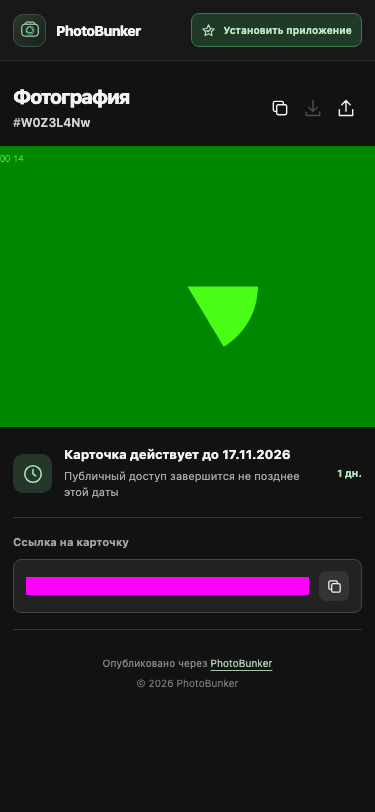 PhotoBunker
Установить приложение
Фотография
#W0Z3L4Nw
00 14
Карточка действует до 17.11.2026
Публичный доступ завершится не позднее
этой даты
1 дн.
Ссылка на карточку
Опубликовано через PhotoBunker
© 2026 PhotoBunker